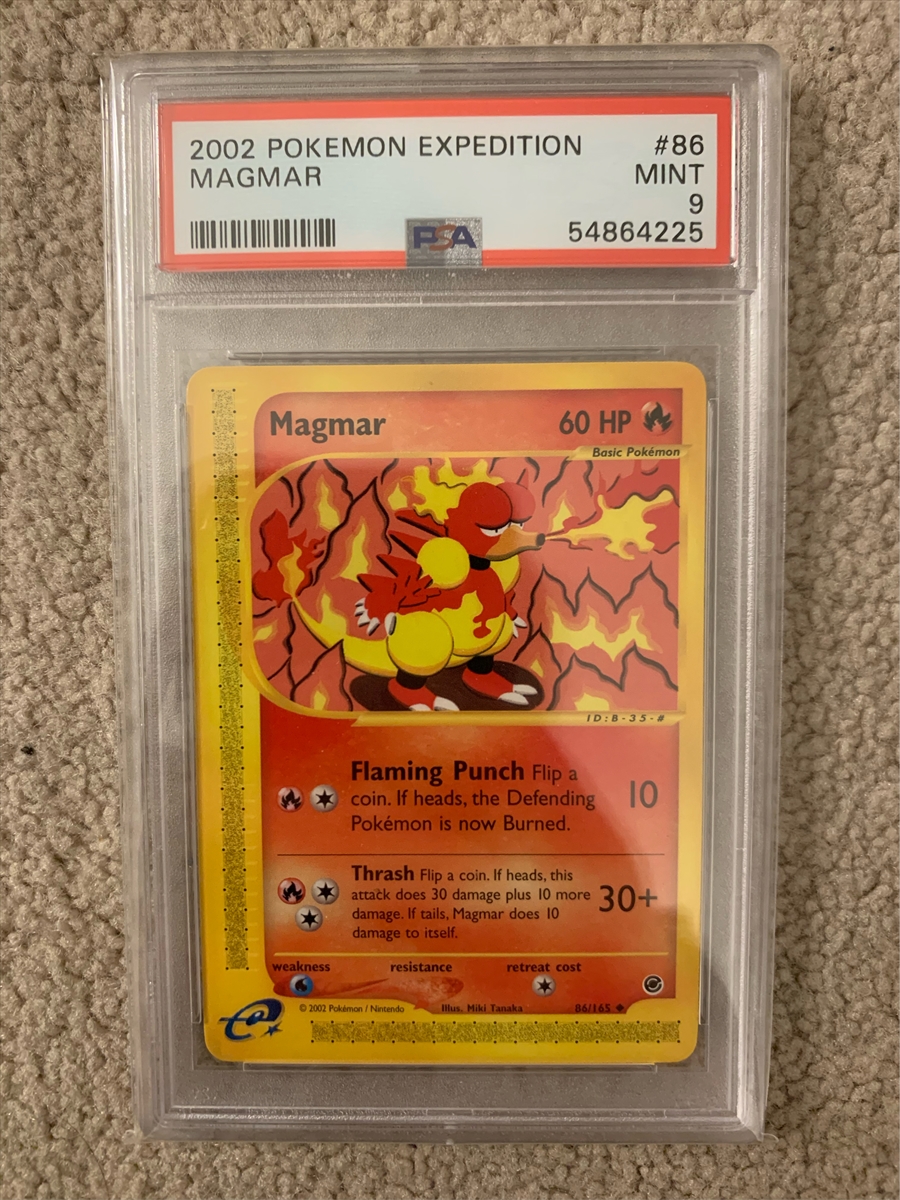 2002 POKEMON EXPEDITION #86
MAGMAR MINT
9
54864225
PSA
Magmar 60 HP
Basic Pokémon
ID:B-35-#
Flaming Punch Flip a
coin. If heads, the Defending
Pokémon is now Burned.
10
Thrash Flip a coin. If heads, this
attack does 30 damage plus 10 more
damage. If tails, Magmar does 10
damage to itself.
30+
weakness resistance retreat cost
© 2002 Pokémon / Nintendo Illus. Miki Tanaka 86/165
e